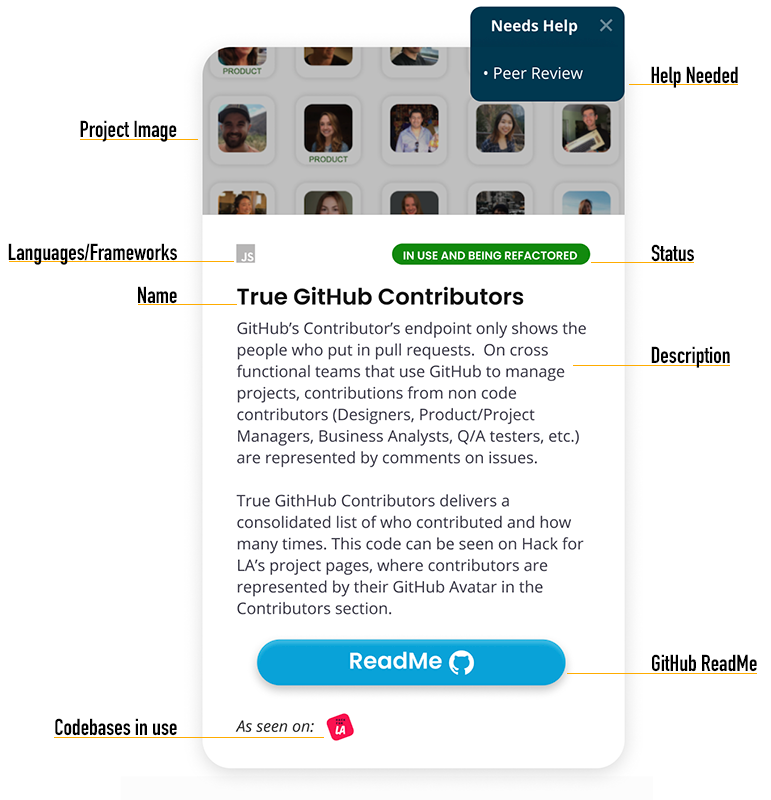 Needs Help
• Peer Review
Help Needed
PRODUCT
Project Image
PRODUCT
Languages/Frameworks
JS
IN USE AND BEING REFACTORED
Status
Name
True GitHub Contributors
GitHub’s Contributor’s endpoint only shows the
people who put in pull requests.  On cross
functional teams that use GitHub to manage
projects, contributions from non code
contributors (Designers, Product/Project
Managers, Business Analysts, Q/A testers, etc.)
are represented by comments on issues.
Description
True GithHub Contributors delivers a
consolidated list of who contributed and how
many times. This code can be seen on Hack for
LA’s project pages, where contributors are
represented by their GitHub Avatar in the
Contributors section.
ReadMe
GitHub ReadMe
Codebases in use
As seen on:
LA